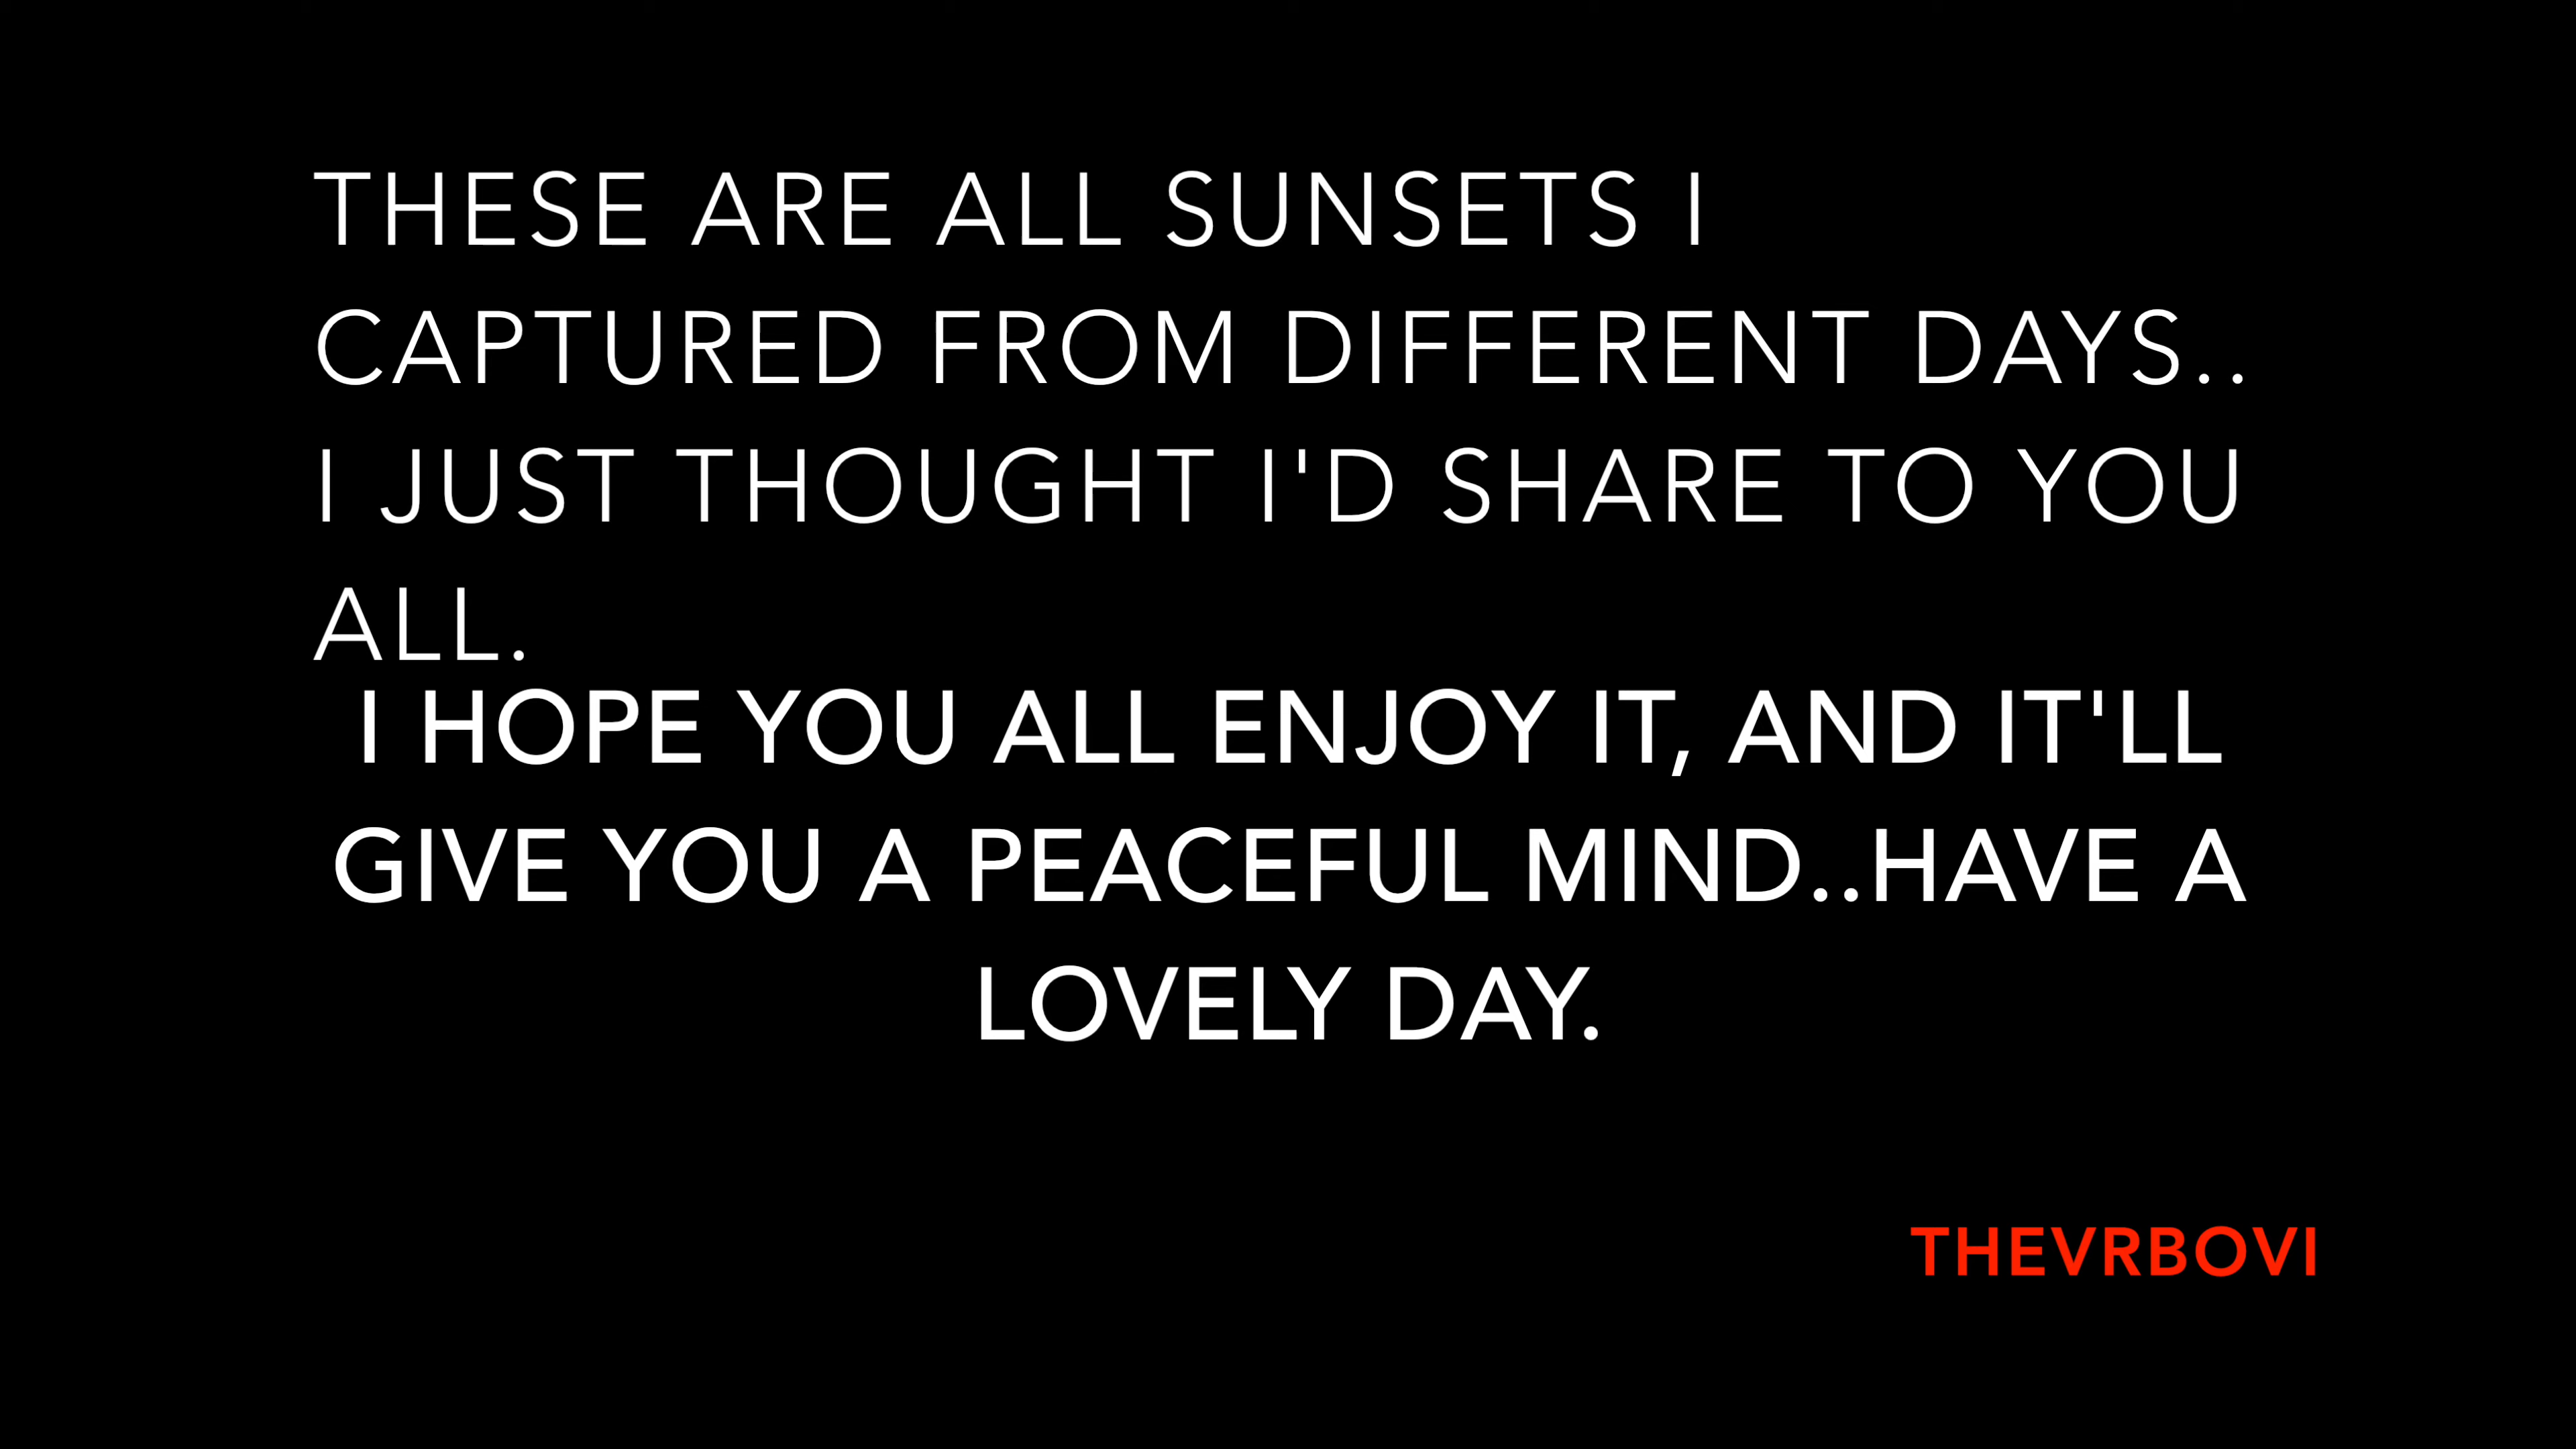 THESE ARE ALL SUNSETS I
CAPTURED FROM DIFFERENT DAYS..
I JUST THOUGHT I'D SHARE TO YOU
ALL.
I HOPE YOU ALL ENJOY IT, AND IT'LL
GIVE YOU A PEACEFUL MIND..HAVE A
LOVELY DAY.
THEVRBOVI